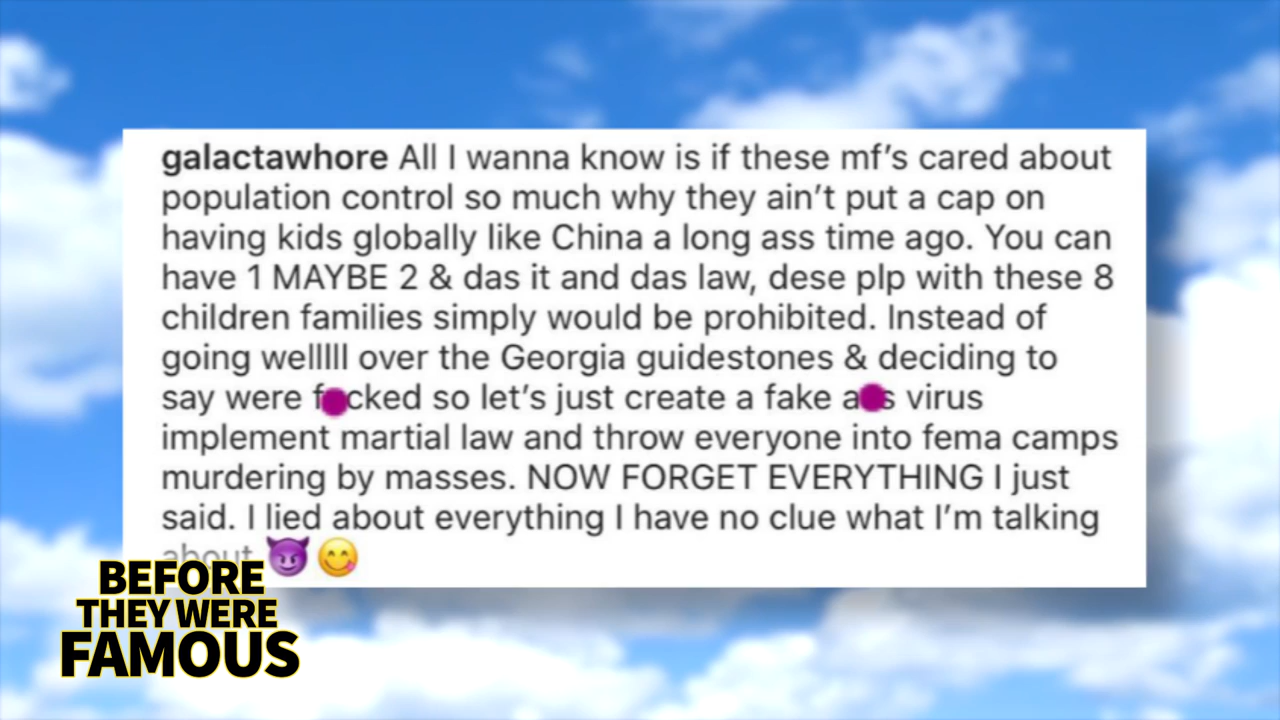 galactawhore All I wanna know is if these mf's cared about
population control so much why they ain't put a cap on
having kids globally like China a long ass time ago. You can
have 1 MAYBE 2 & das it and das law, dese plp with these 8
children families simply would be prohibited. Instead of
going welllll over the Georgia guidestones & deciding to
say were f cked so let's just create a fake a s virus
implement martial law and throw everyone into fema camps
murdering by masses. NOW FORGET EVERYTHING I just
said. I lied about everything I have no clue what I'm talking
about 😈 😋
BEFORE
THEY WERE
FAMOUS